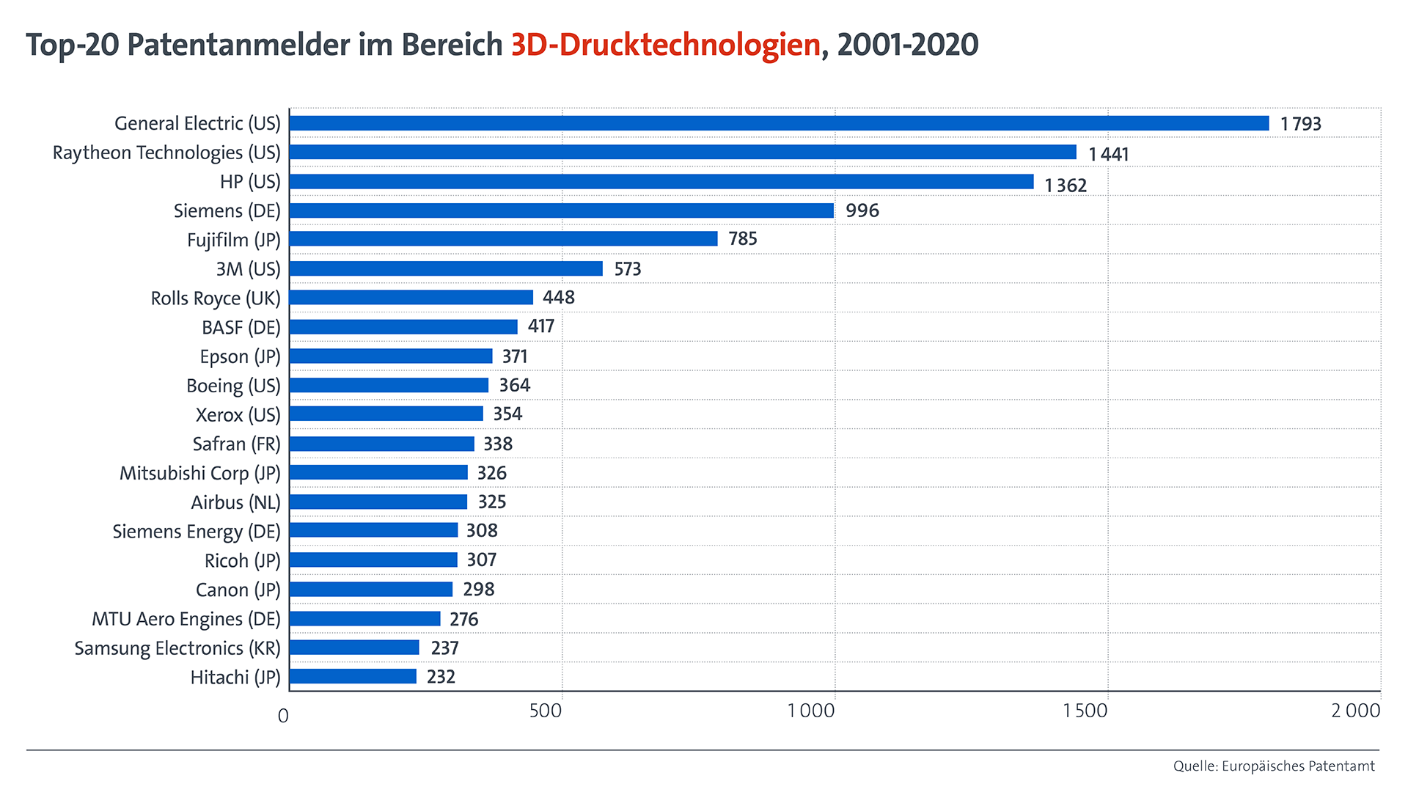 Top-20 Patentanmelder im Bereich 3D-Drucktechnologien, 2001-2020
General Electric (US) 1 793
Raytheon Technologies (US) 1 441
HP (US) 1 362
Siemens (DE) 996
Fujifilm (JP) 785
3M (US) 573
Rolls Royce (UK) 448
BASF (DE) 417
Epson (JP) 371
Boeing (US) 364
Xerox (US) 354
Safran (FR) 338
Mitsubishi Corp (JP) 326
Airbus (NL) 325
Siemens Energy (DE) 308
Ricoh (JP) 307
Canon (JP) 298
MTU Aero Engines (DE) 276
Samsung Electronics (KR) 237
Hitachi (JP) 232
0 500 1 000 1 500 2 000
Quelle: Europäisches Patentamt